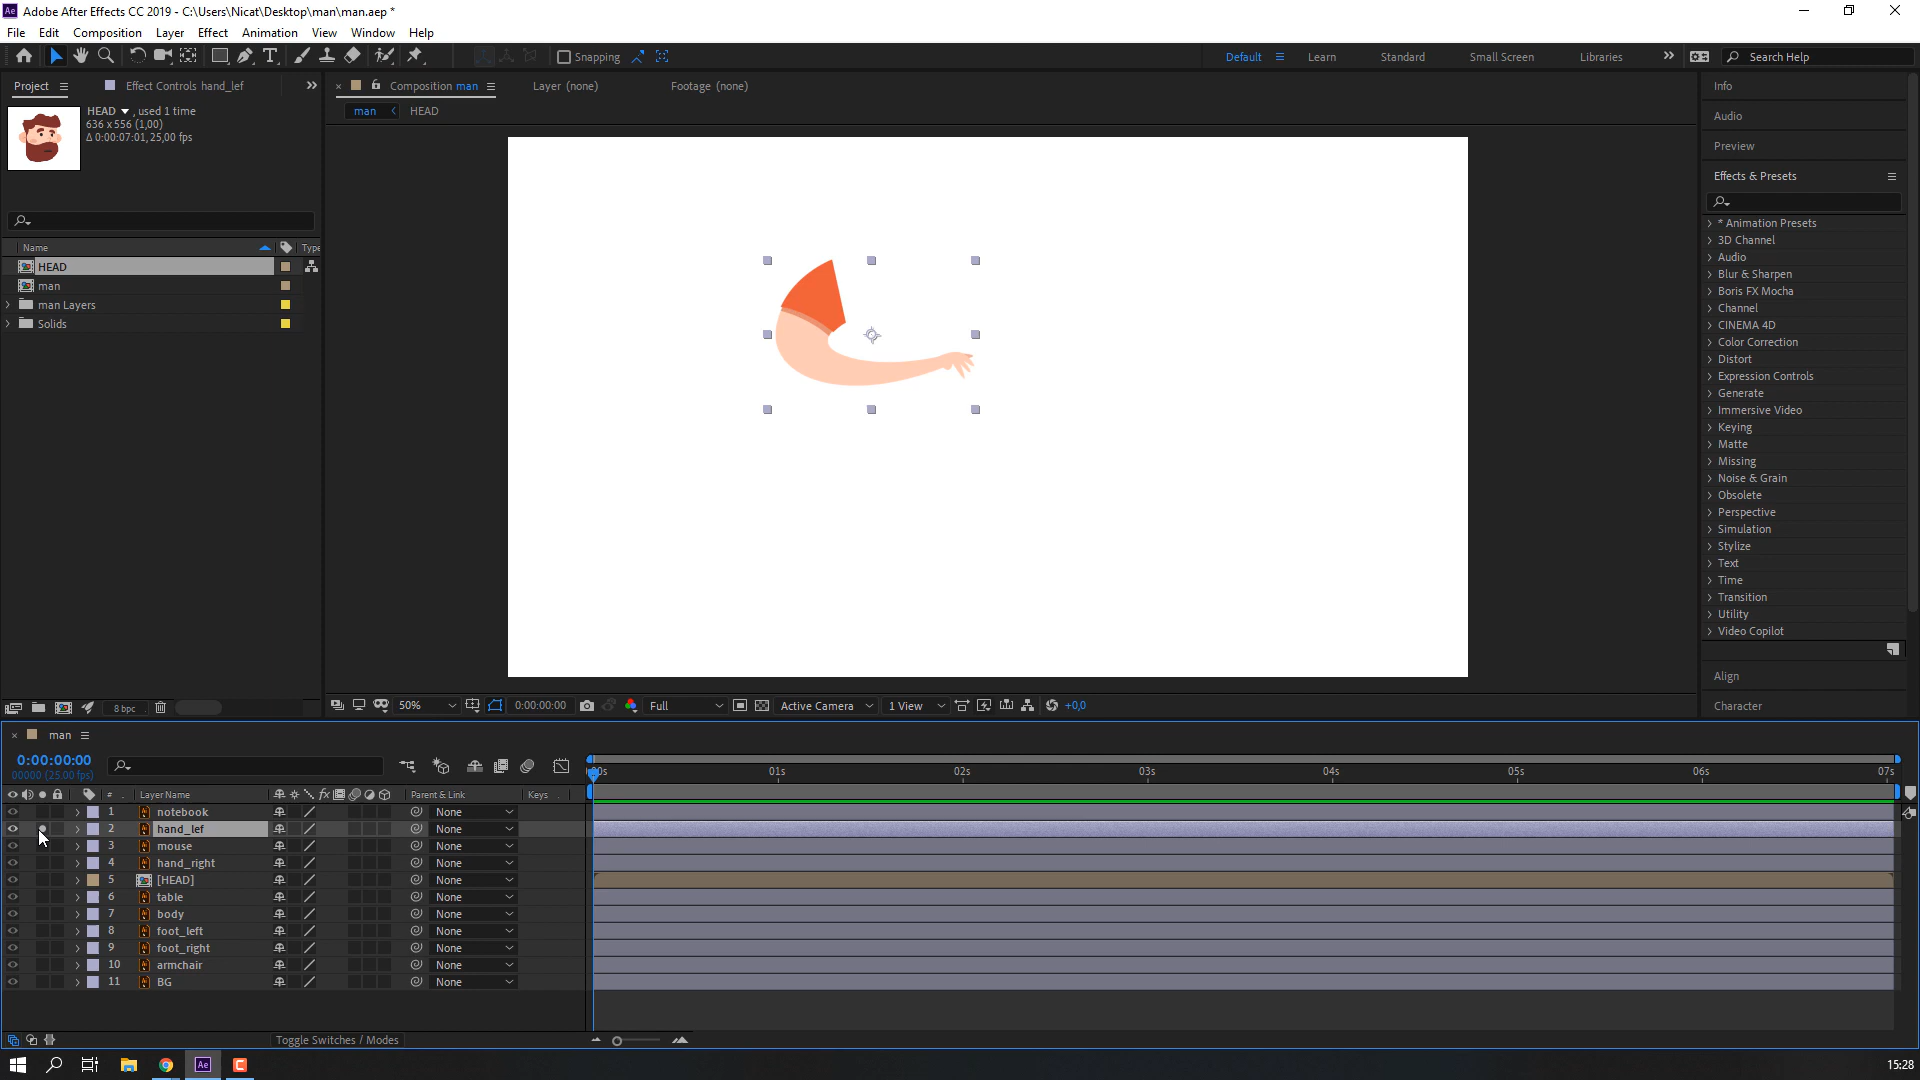 Adobe After Effects CC 2019 - C:\Users\Nicat\Desktop\man\man.aep *
File Edit Composition Layer Effect Animation View Window Help
Snapping Default Learn Standard Small Screen Libraries Search Help
Project Effect Controls hand_lef Composition man Layer (none) Footage (none) Info
HEAD , used 1 time
636 x 556 (1,00)
Δ 0:00:07:01, 25,00 fps
man HEAD
Audio
Preview
Effects & Presets
Name Type
HEAD
man
man Layers
Solids
* Animation Presets
3D Channel
Audio
Blur & Sharpen
Boris FX Mocha
Channel
CINEMA 4D
Color Correction
Distort
Expression Controls
Generate
Immersive Video
Keying
Matte
Missing
Noise & Grain
Obsolete
Perspective
Simulation
Stylize
Text
Time
Transition
Utility
Video Copilot
Align
Character
8 bpc 50% 0:00:00:00 Full Active Camera 1 View +0,0
man
0:00:00:00
00000 (25.00 fps)
00s 01s 02s 03s 04s 05s 06s 07s
# Layer Name Parent & Link Keys
1 notebook None
2 hand_lef None
3 mouse None
4 hand_right None
5 [HEAD] None
6 table None
7 body None
8 foot_left None
9 foot_right None
10 armchair None
11 BG None
Toggle Switches / Modes
15:28